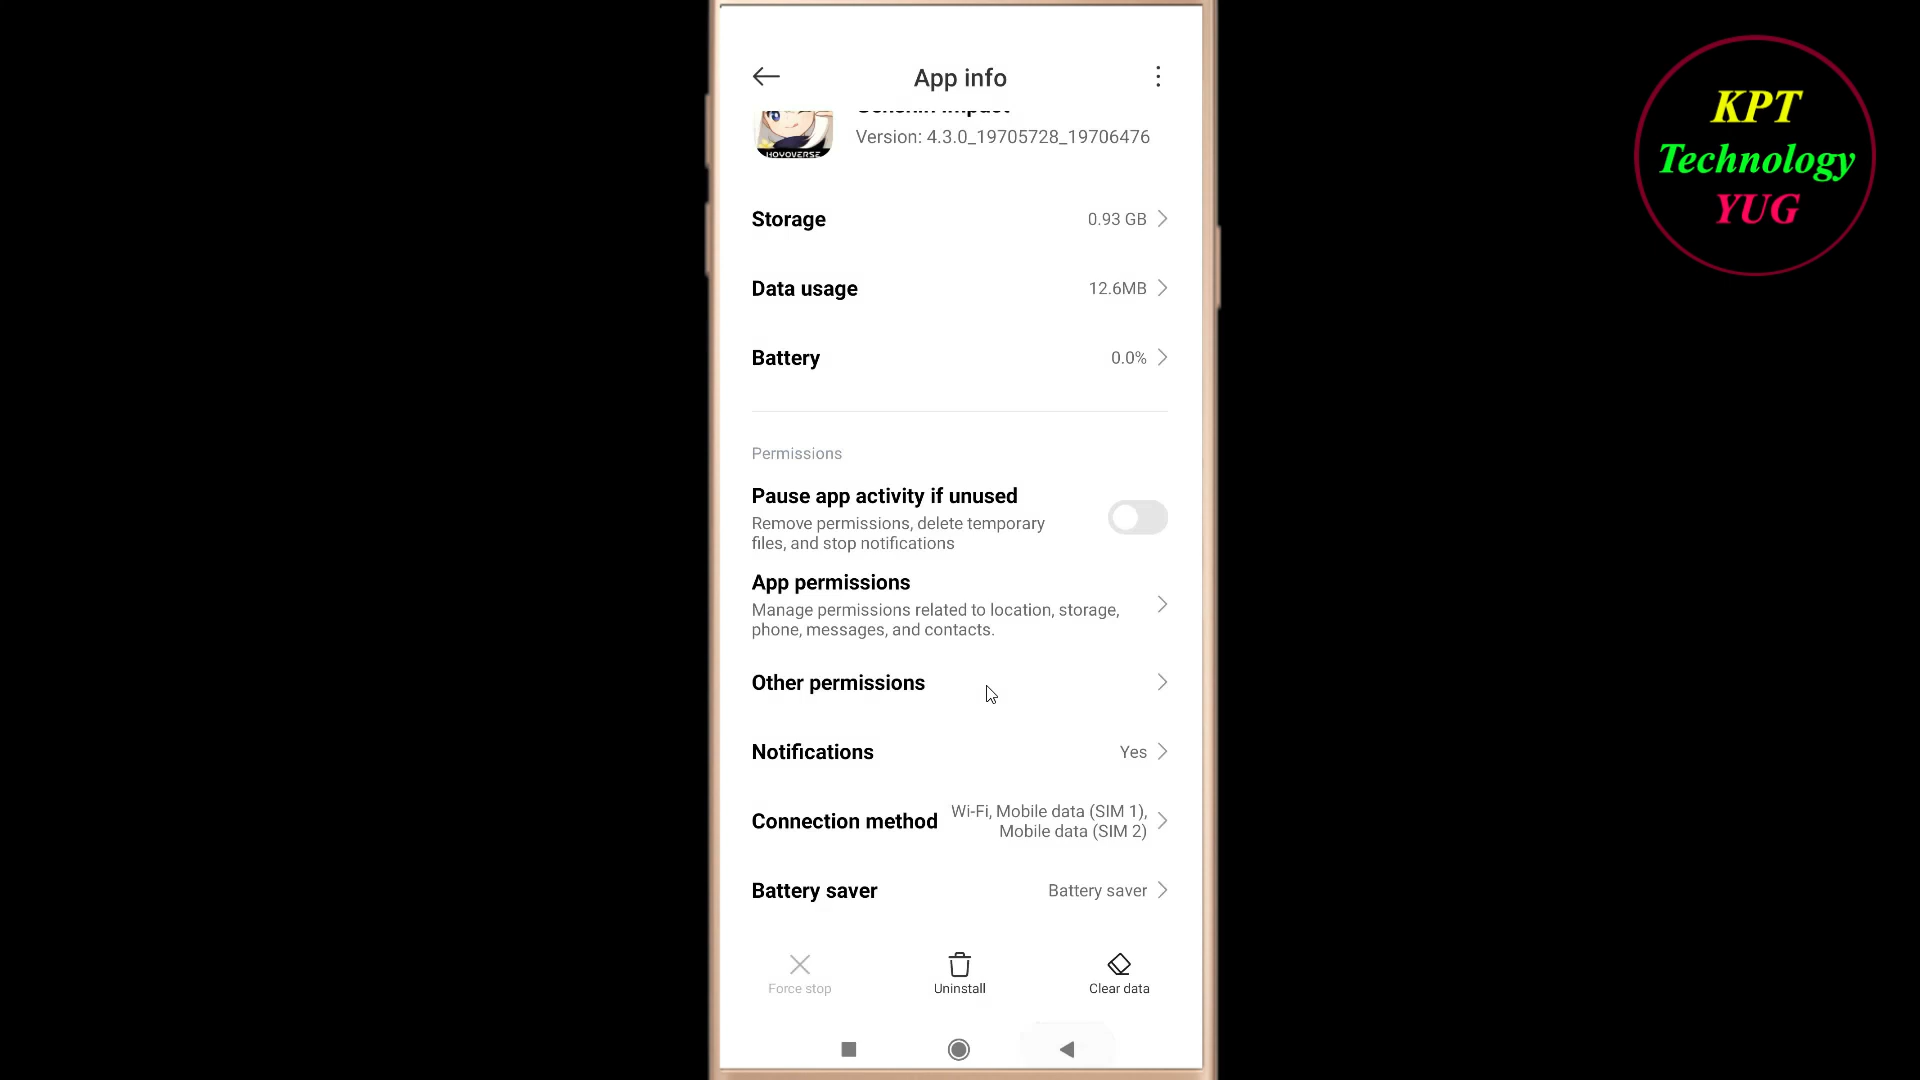 App info
Genshin Impact
Version: 4.3.0_19705728_19706476
HOYOVERSE
Storage
0.93 GB
Data usage
12.6MB
Battery
0.0%
Permissions
Pause app activity if unused
Remove permissions, delete temporary
files, and stop notifications
App permissions
Manage permissions related to location, storage,
phone, messages, and contacts.
Other permissions
Notifications
Yes
Connection method
Wi-Fi, Mobile data (SIM 1),
Mobile data (SIM 2)
Battery saver
Battery saver
Force stop
Uninstall
Clear data
KPT
Technology
YUG